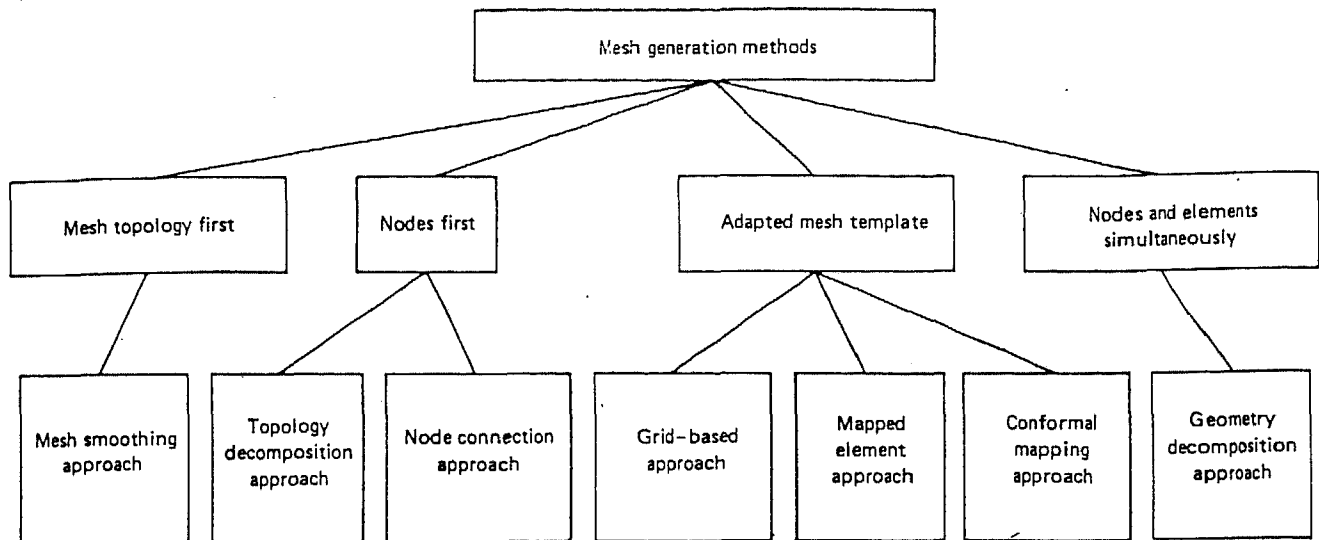 Mesh generation methods
Mesh topology first
Nodes first
Adapted mesh template
Nodes and elements
simultaneously
Mesh smoothing
approach
Topology
decomposition
approach
Node connection
approach
Grid-based
approach
Mapped
element
approach
Conformal
mapping
approach
Geometry
decomposition
approach